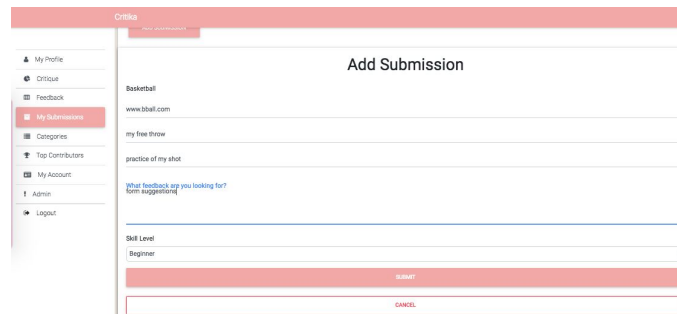 Critika
ADD SUBMISSION
My Profile
Critique
Feedback
My Submissions
Categories
Top Contributors
My Account
Admin
Logout
Add Submission
Basketball
www.bball.com
my free throw
practice of my shot
What feedback are you looking for?
form suggestions
Skill Level
Beginner
SUBMIT
CANCEL